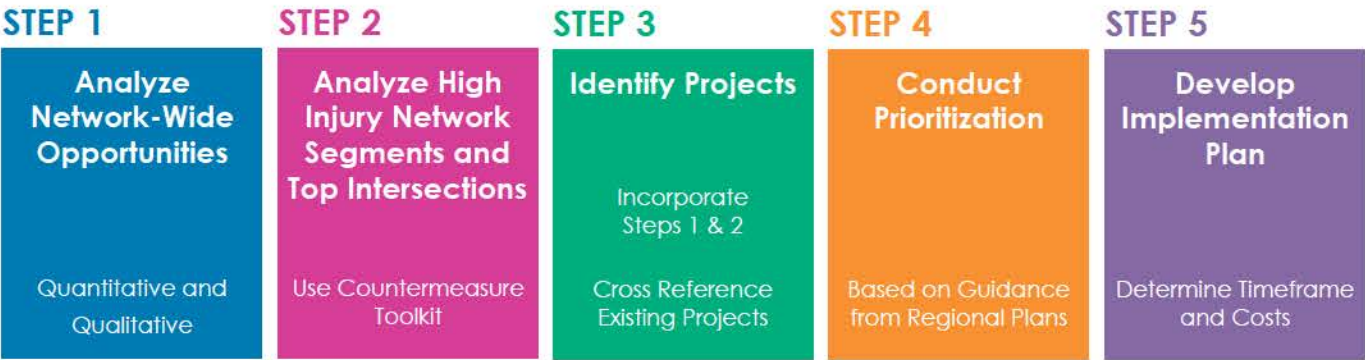 STEP 1
Analyze
Network-Wide
Opportunities
Quantitative and
Qualitative
STEP 2
Analyze High
Injury Network
Segments and
Top Intersections
Use Countermeasure
Toolkit
STEP 3
Identify Projects
Incorporate
Steps 1 & 2
Cross Reference
Existing Projects
STEP 4
Conduct
Prioritization
Based on Guidance
from Regional Plans
STEP 5
Develop
Implementation
Plan
Determine Timeframe
and Costs